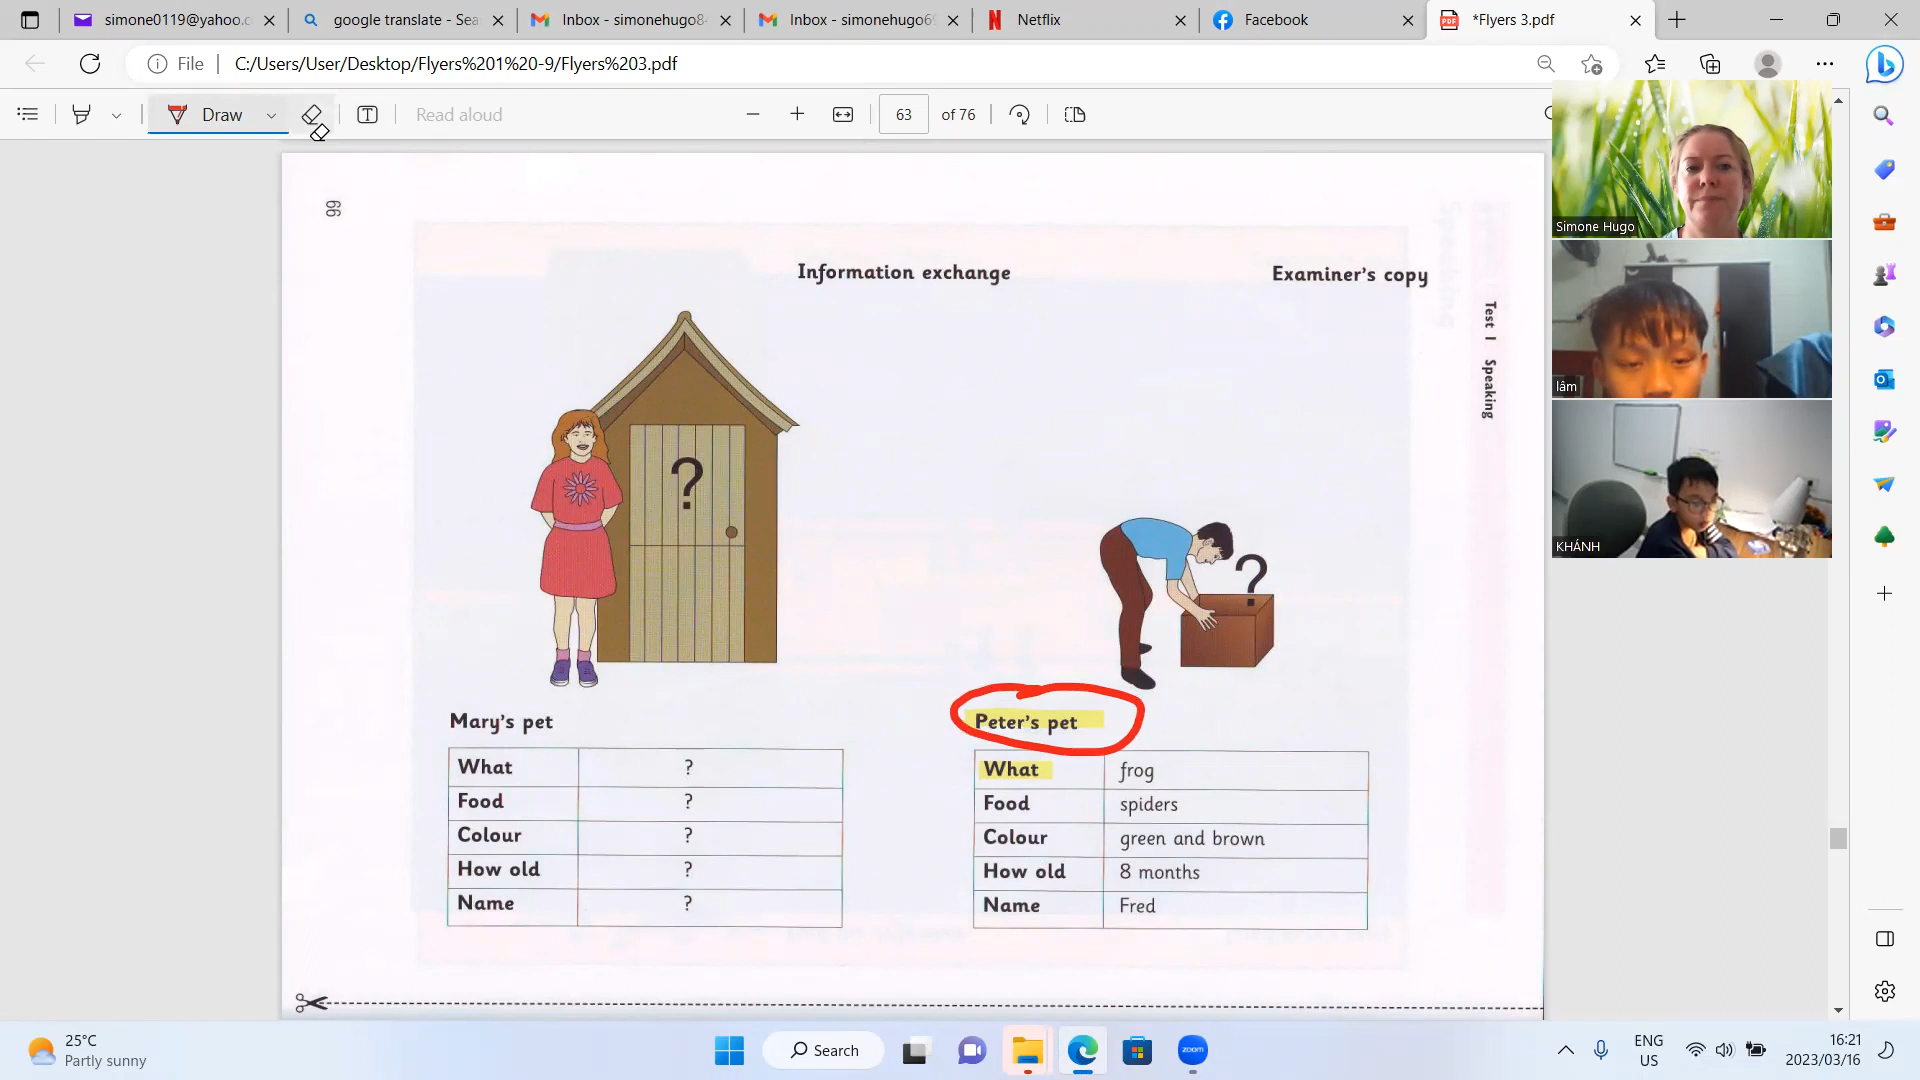 simone0119@yahoo.c
google translate - Sea
Inbox - simonehugo8
Inbox - simonehugo6
Netflix
Facebook
*Flyers 3.pdf
File
C:/Users/User/Desktop/Flyers%201%20-9/Flyers%203.pdf
Draw
Read aloud
63 of 76
66
Information exchange
Examiner's copy
Test 1 Speaking
?
?
Mary's pet
What ?
Food ?
Colour ?
How old ?
Name ?
Peter's pet
What frog
Food spiders
Colour green and brown
How old 8 months
Name Fred
Simone Hugo
lâm
KHÁNH
25°C
Partly sunny
Search
zoom
ENG
US
16:21
2023/03/16